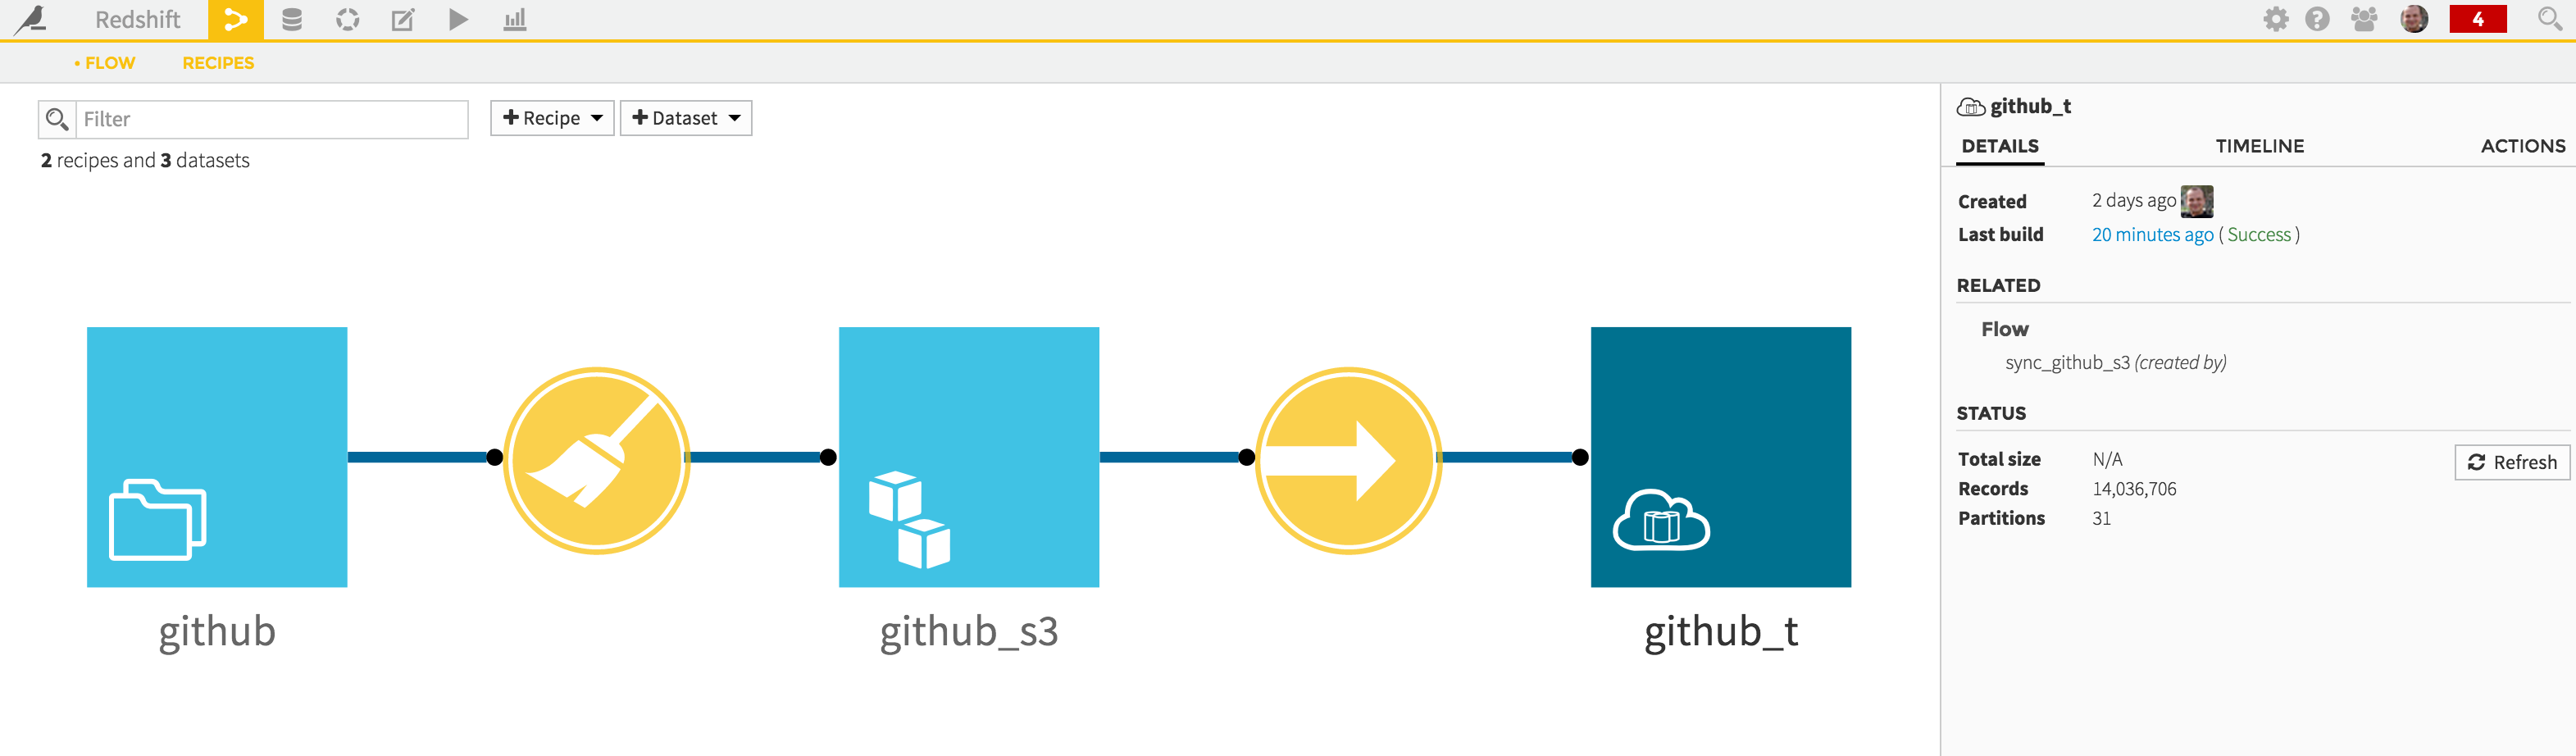 Redshift
4
• FLOW RECIPES
Filter
+Recipe
+Dataset
2 recipes and 3 datasets
github
github_s3
github_t
github_t
DETAILS TIMELINE ACTIONS
Created 2 days ago
Last build 20 minutes ago ( Success )
RELATED
Flow
sync_github_s3 (created by)
STATUS
Total size N/A
Refresh
Records 14,036,706
Partitions 31